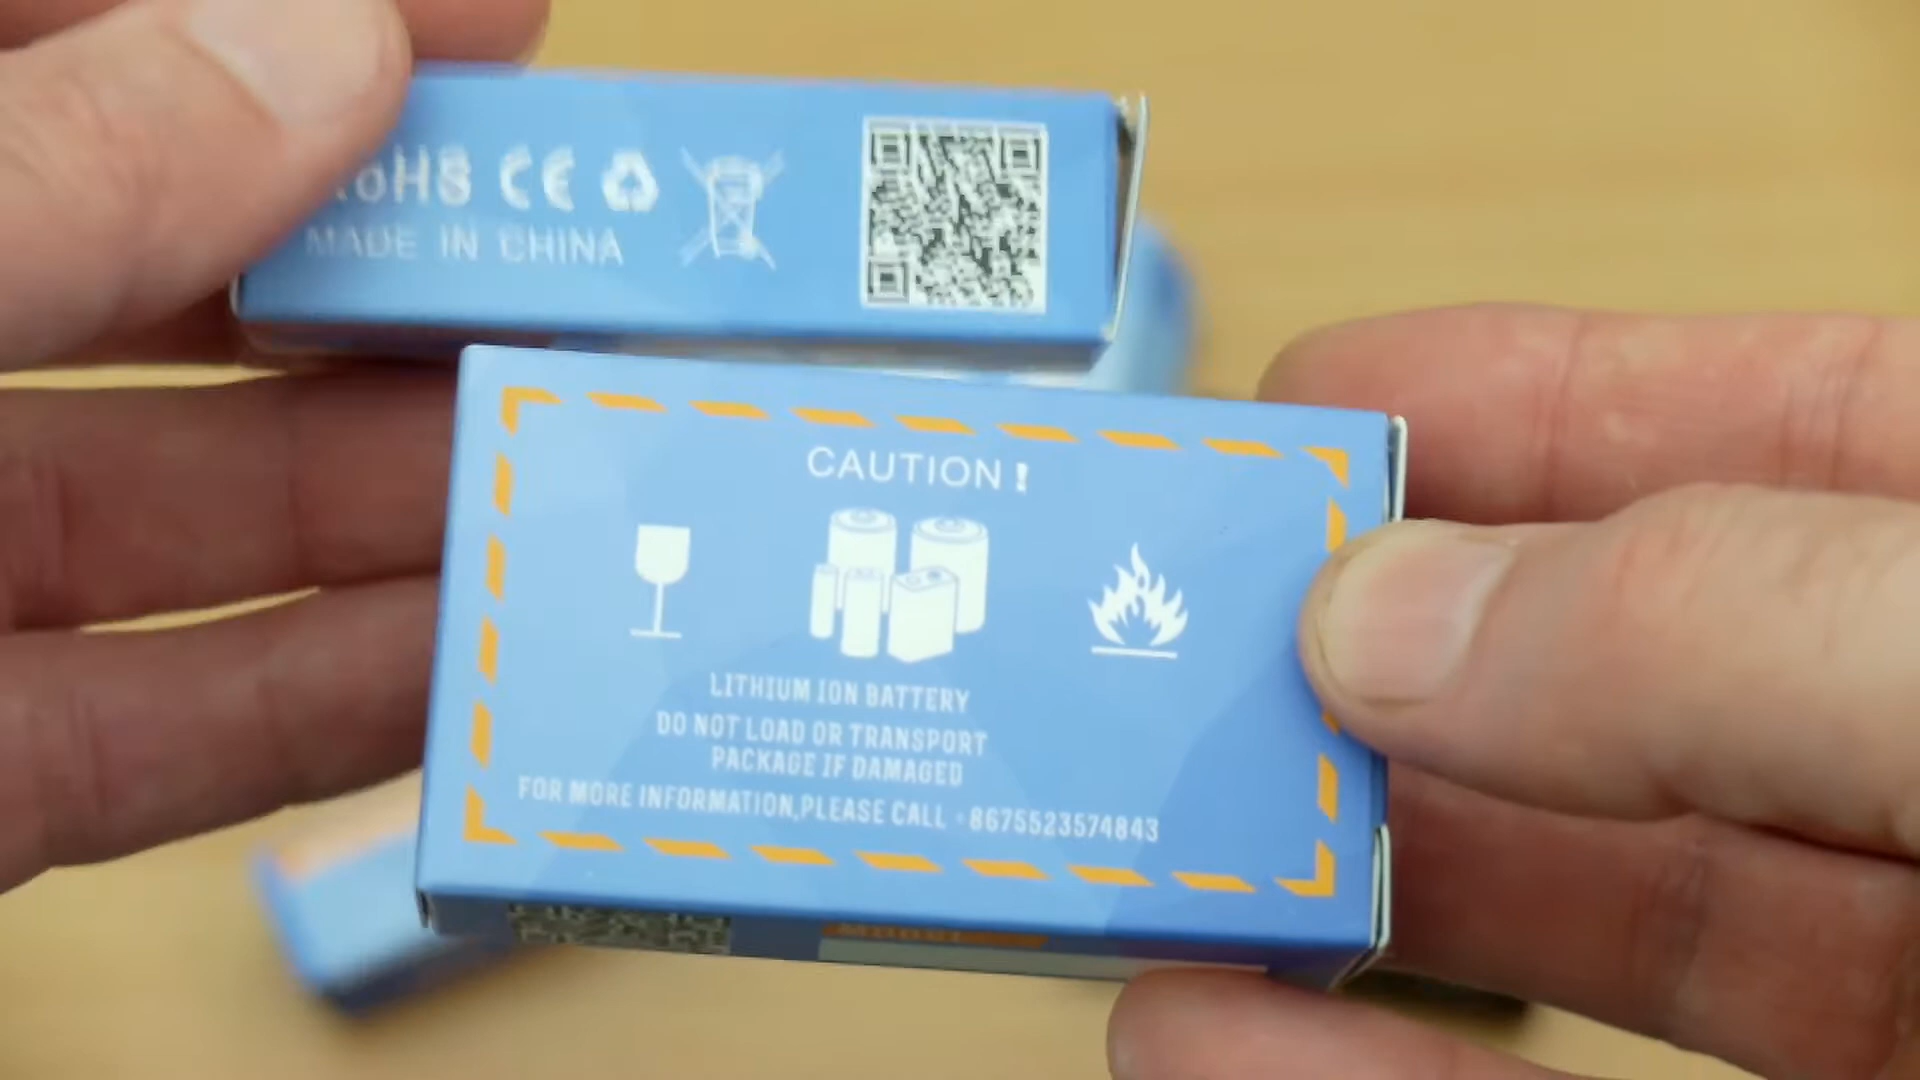 RoHS CE
MADE IN CHINA
CAUTION!
LITHIUM ION BATTERY
DO NOT LOAD OR TRANSPORT
PACKAGE IF DAMAGED
FOR MORE INFORMATION,PLEASE CALL 8675523574843